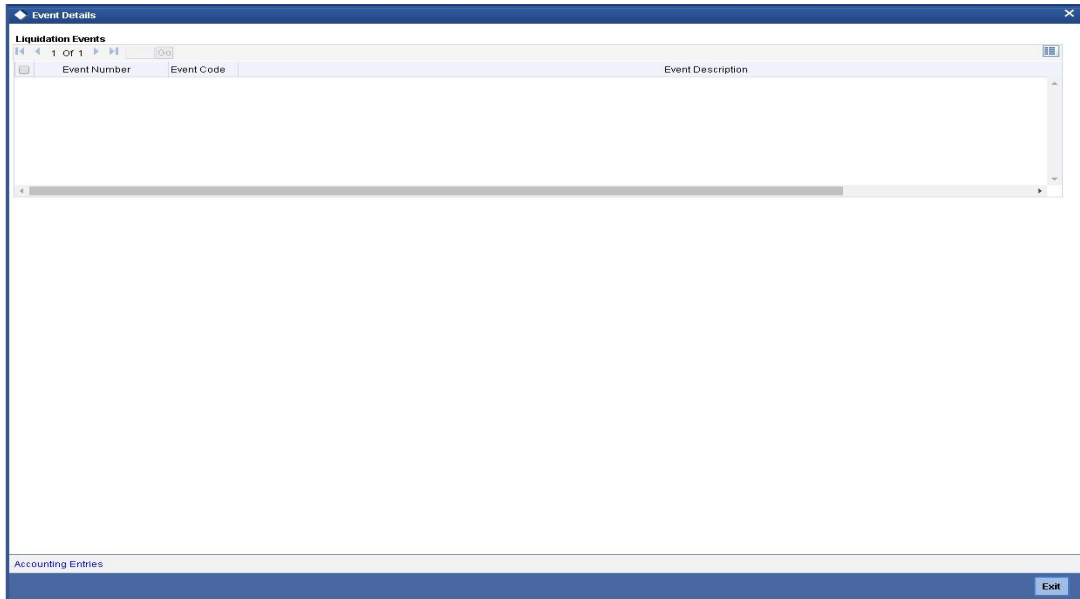 Event Details
Liquidation Events
1 Of 1 Go
Event Number Event Code Event Description
Accounting Entries
Exit